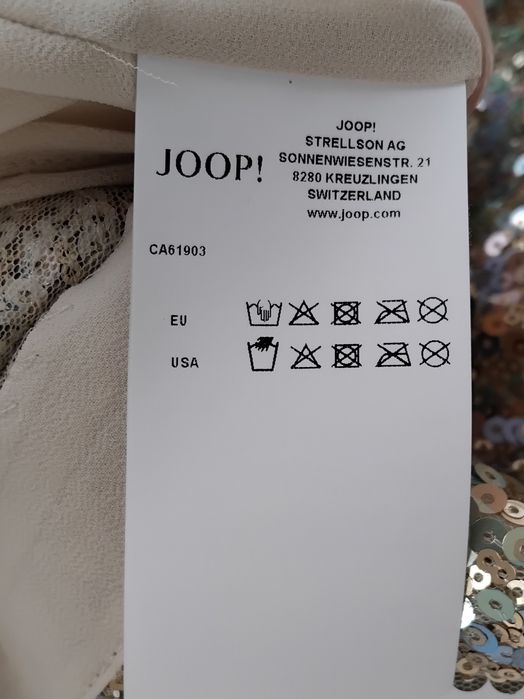 JOOP!
JOOP!
STRELLSON AG
SONNENWIESENSTR. 21
8280 KREUZLINGEN
SWITZERLAND
www.joop.com
CA61903
EU
USA